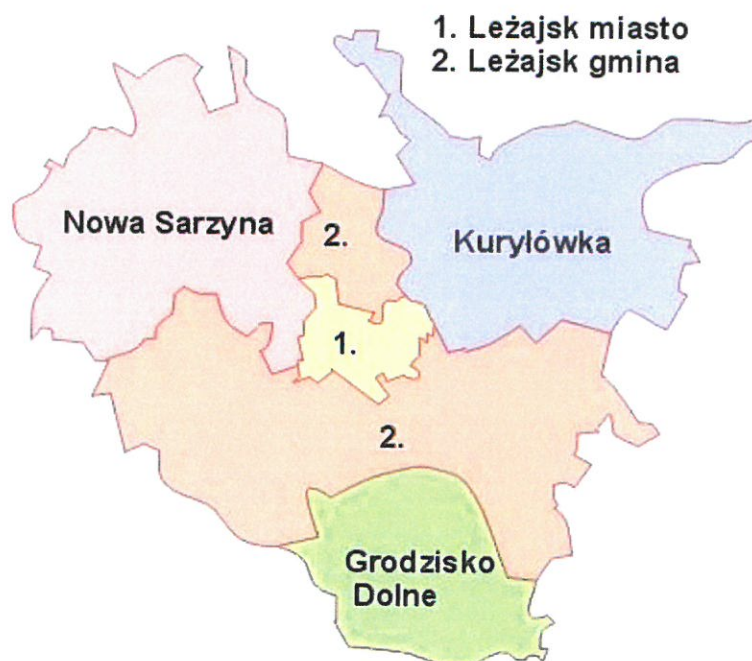 1. Leżajsk miasto
2. Leżajsk gmina
Nowa Sarzyna
2.
Kuryłówka
1.
2.
Grodzisko
Dolne